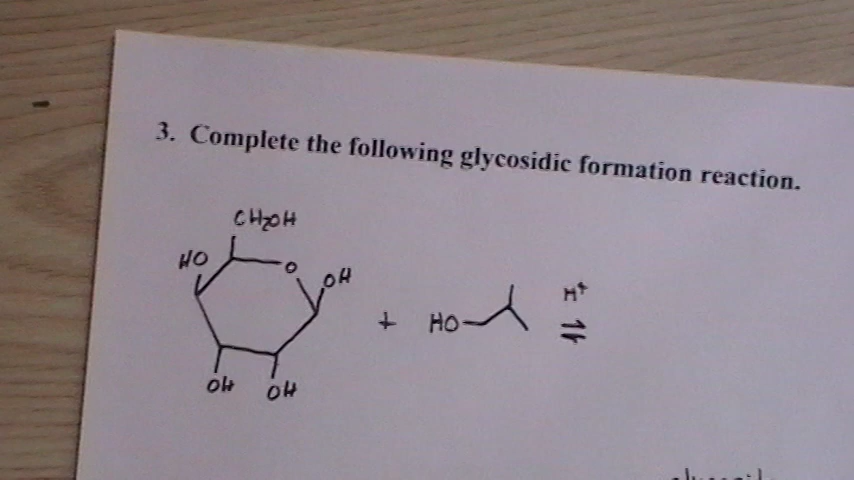 3. Complete the following glycosidic formation reaction.
CH2OH
HO
O
OH
+
HO
H+
⇌
OH
OH